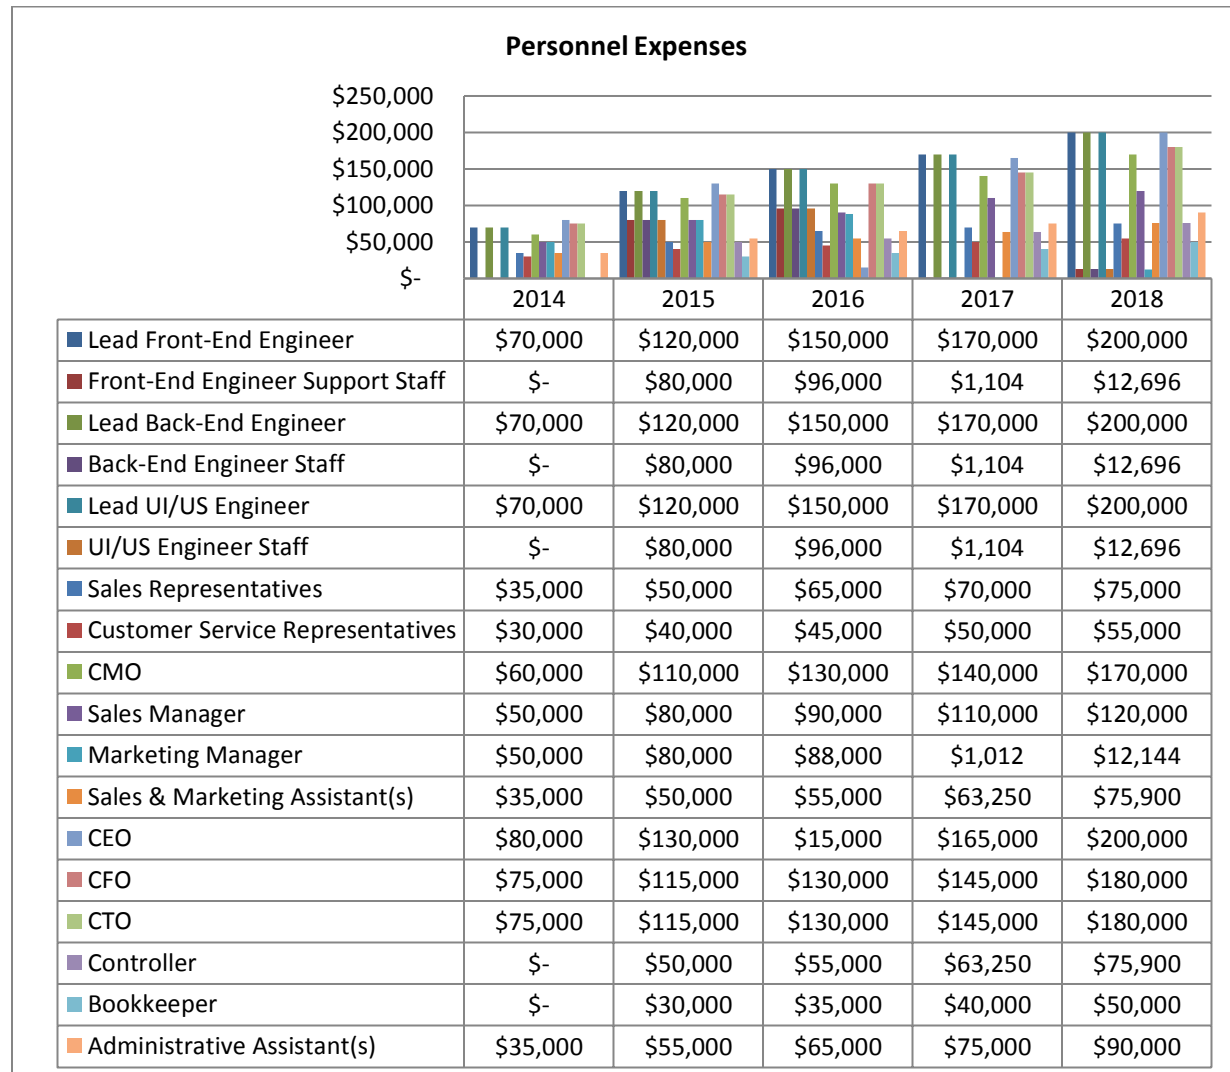 Personnel Expenses
$250,000
$200,000
$150,000
$100,000
$50,000
$-
2014 2015 2016 2017 2018
Lead Front-End Engineer $70,000 $120,000 $150,000 $170,000 $200,000
Front-End Engineer Support Staff $- $80,000 $96,000 $1,104 $12,696
Lead Back-End Engineer $70,000 $120,000 $150,000 $170,000 $200,000
Back-End Engineer Staff $- $80,000 $96,000 $1,104 $12,696
Lead UI/US Engineer $70,000 $120,000 $150,000 $170,000 $200,000
UI/US Engineer Staff $- $80,000 $96,000 $1,104 $12,696
Sales Representatives $35,000 $50,000 $65,000 $70,000 $75,000
Customer Service Representatives $30,000 $40,000 $45,000 $50,000 $55,000
CMO $60,000 $110,000 $130,000 $140,000 $170,000
Sales Manager $50,000 $80,000 $90,000 $110,000 $120,000
Marketing Manager $50,000 $80,000 $88,000 $1,012 $12,144
Sales & Marketing Assistant(s) $35,000 $50,000 $55,000 $63,250 $75,900
CEO $80,000 $130,000 $15,000 $165,000 $200,000
CFO $75,000 $115,000 $130,000 $145,000 $180,000
CTO $75,000 $115,000 $130,000 $145,000 $180,000
Controller $- $50,000 $55,000 $63,250 $75,900
Bookkeeper $- $30,000 $35,000 $40,000 $50,000
Administrative Assistant(s) $35,000 $55,000 $65,000 $75,000 $90,000